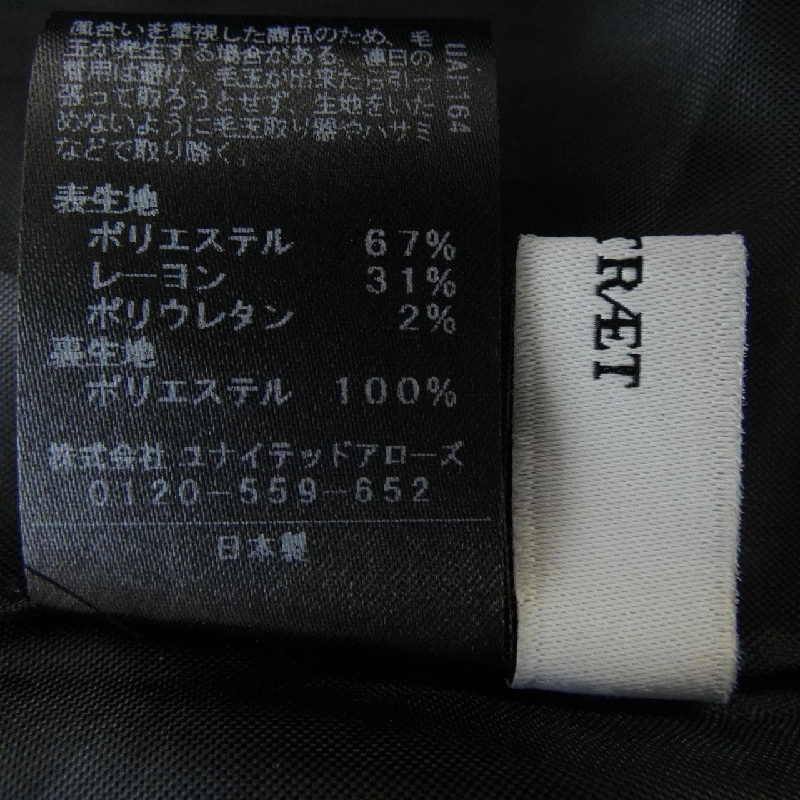 風合いを重視した商品のため、毛
玉が発生する場合がある。連日の
着用は避け、毛玉が出来たら引っ
張って取ろうとせず、生地をいた
めないように毛玉取り器やハサミ
などで取り除く。
UAI 164
表生地
ポリエステル 67%
レーヨン 31%
ポリウレタン 2%
裏生地
ポリエステル 100%
株式会社 ユナイテッドアローズ
0120-559-652
日本製
CRÆT